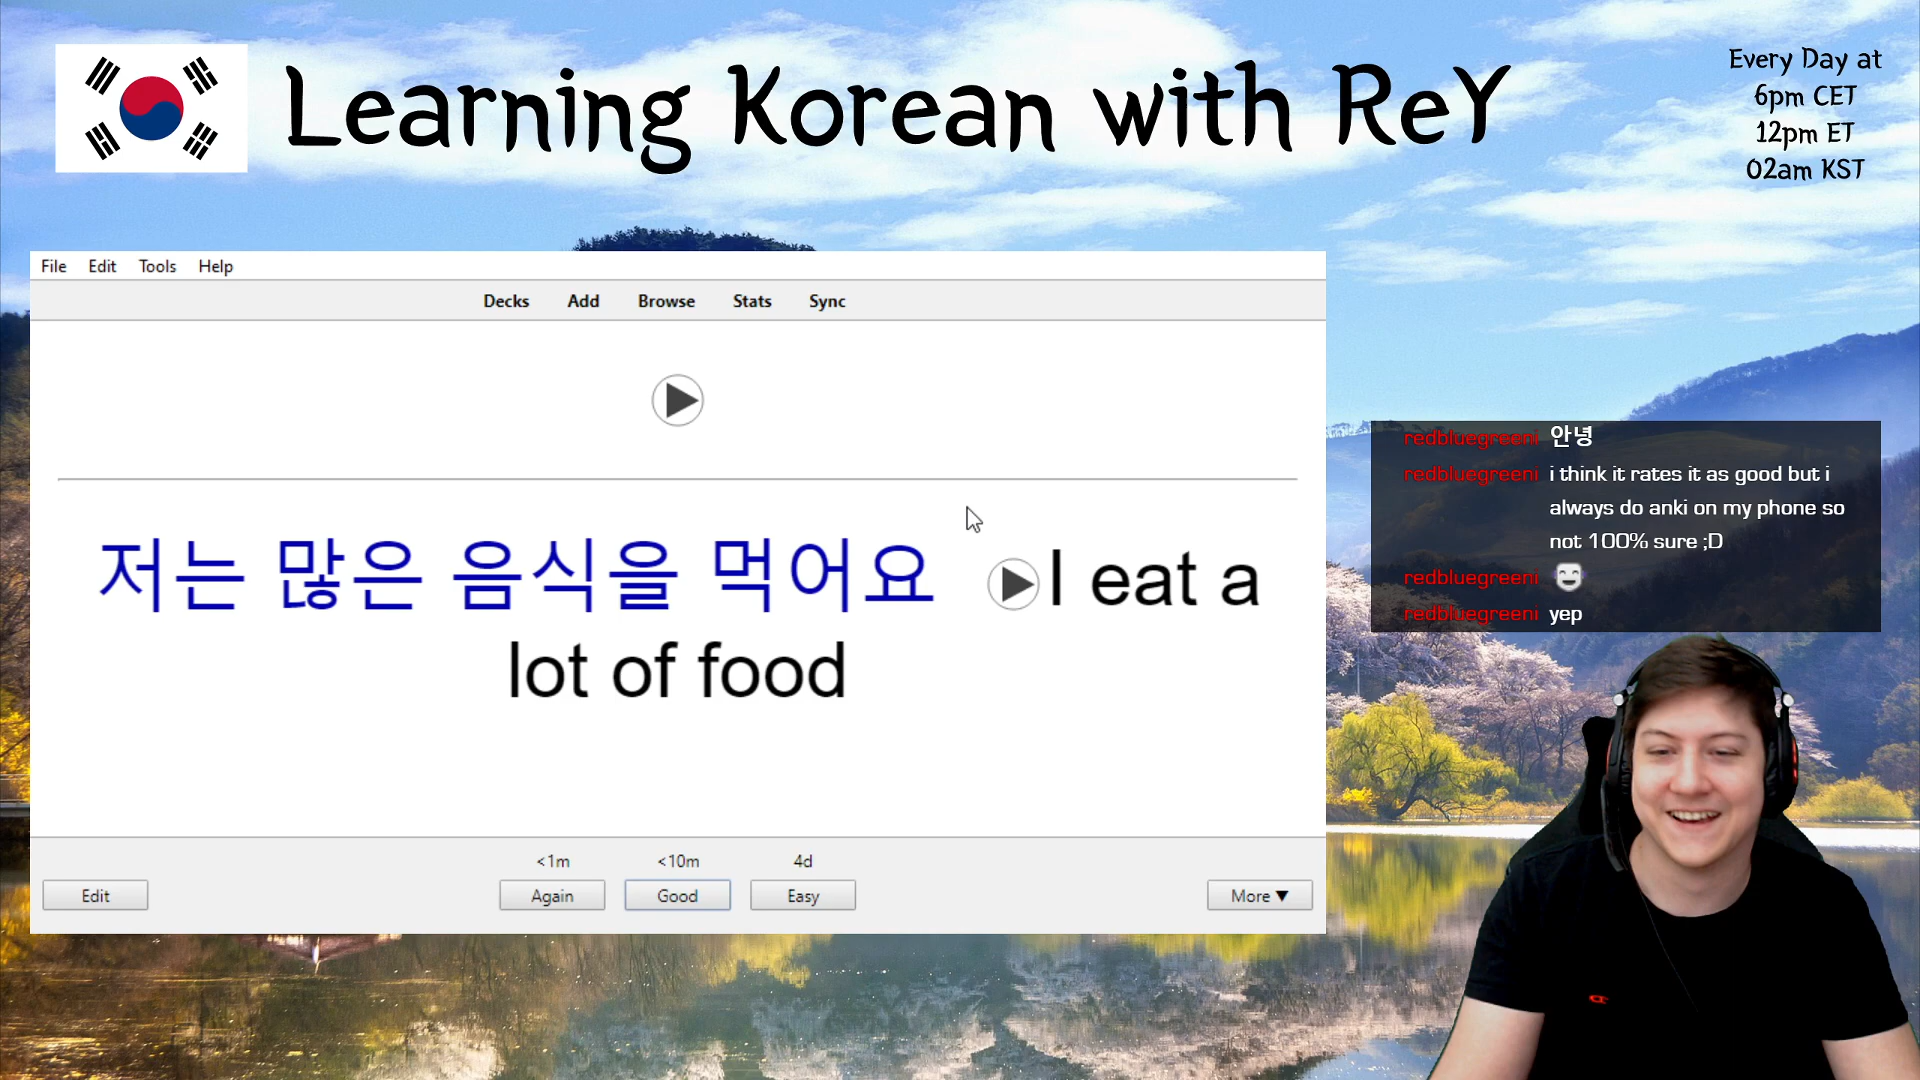 Learning Korean with ReY
Every Day at
6pm CET
12pm ET
02am KST
File Edit Tools Help
Decks Add Browse Stats Sync
저는 많은 음식을 먹어요 I eat a
lot of food
<1m <10m 4d
Edit Again Good Easy More ▼
redbluegreeni 안녕
redbluegreeni i think it rates it as good but i
always do anki on my phone so
not 100% sure ;D
redbluegreeni
redbluegreeni yep